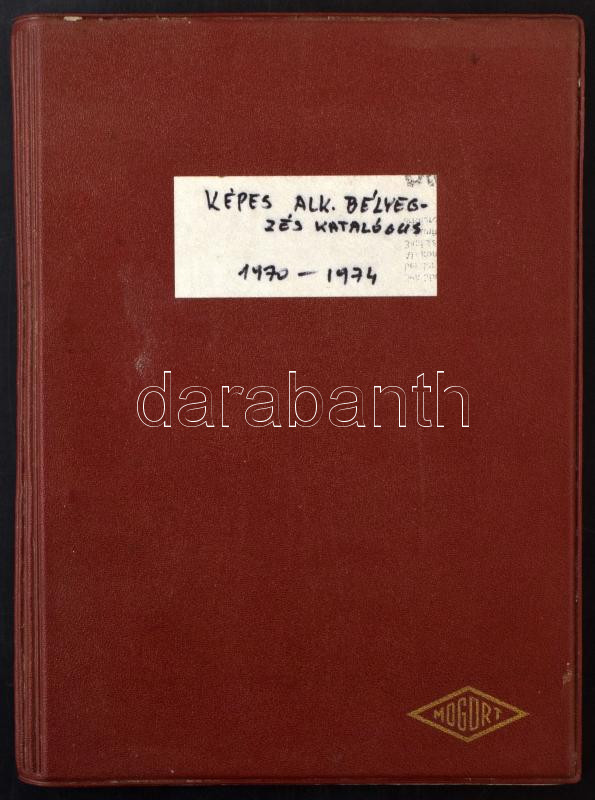 KÉPES ALK. BÉLYEG-
ZÉS KATALÓGUS
1970 - 1974
darabanth
MOGÜRT